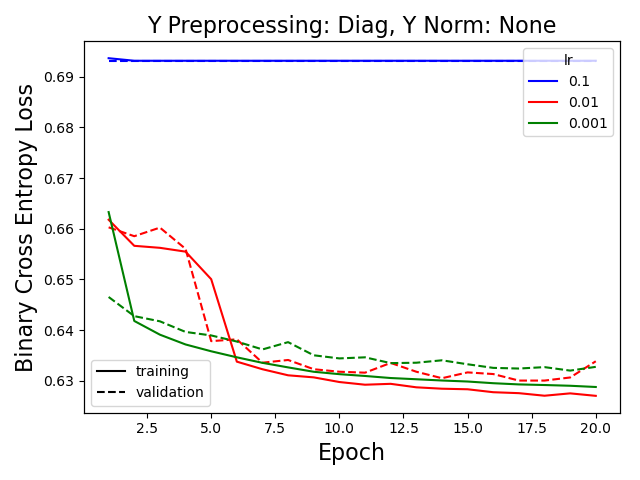 Y Preprocessing: Diag, Y Norm: None
Binary Cross Entropy Loss
0.69
0.68
0.67
0.66
0.65
0.64
0.63
lr
0.1
0.01
0.001
training
validation
2.5 5.0 7.5 10.0 12.5 15.0 17.5 20.0
Epoch